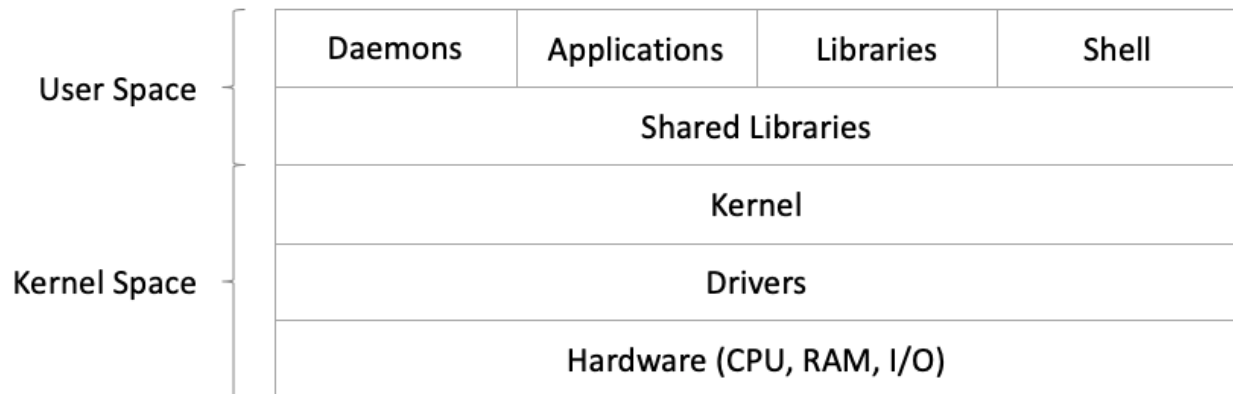 Daemons Applications Libraries Shell
User Space
Shared Libraries
Kernel
Kernel Space
Drivers
Hardware (CPU, RAM, I/O)